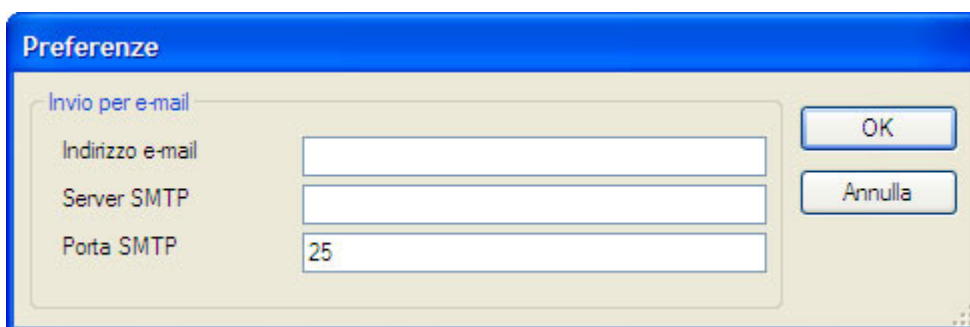 Preferenze
Invio per e-mail
Indirizzo e-mail
Server SMTP
Porta SMTP 25
OK
Annulla